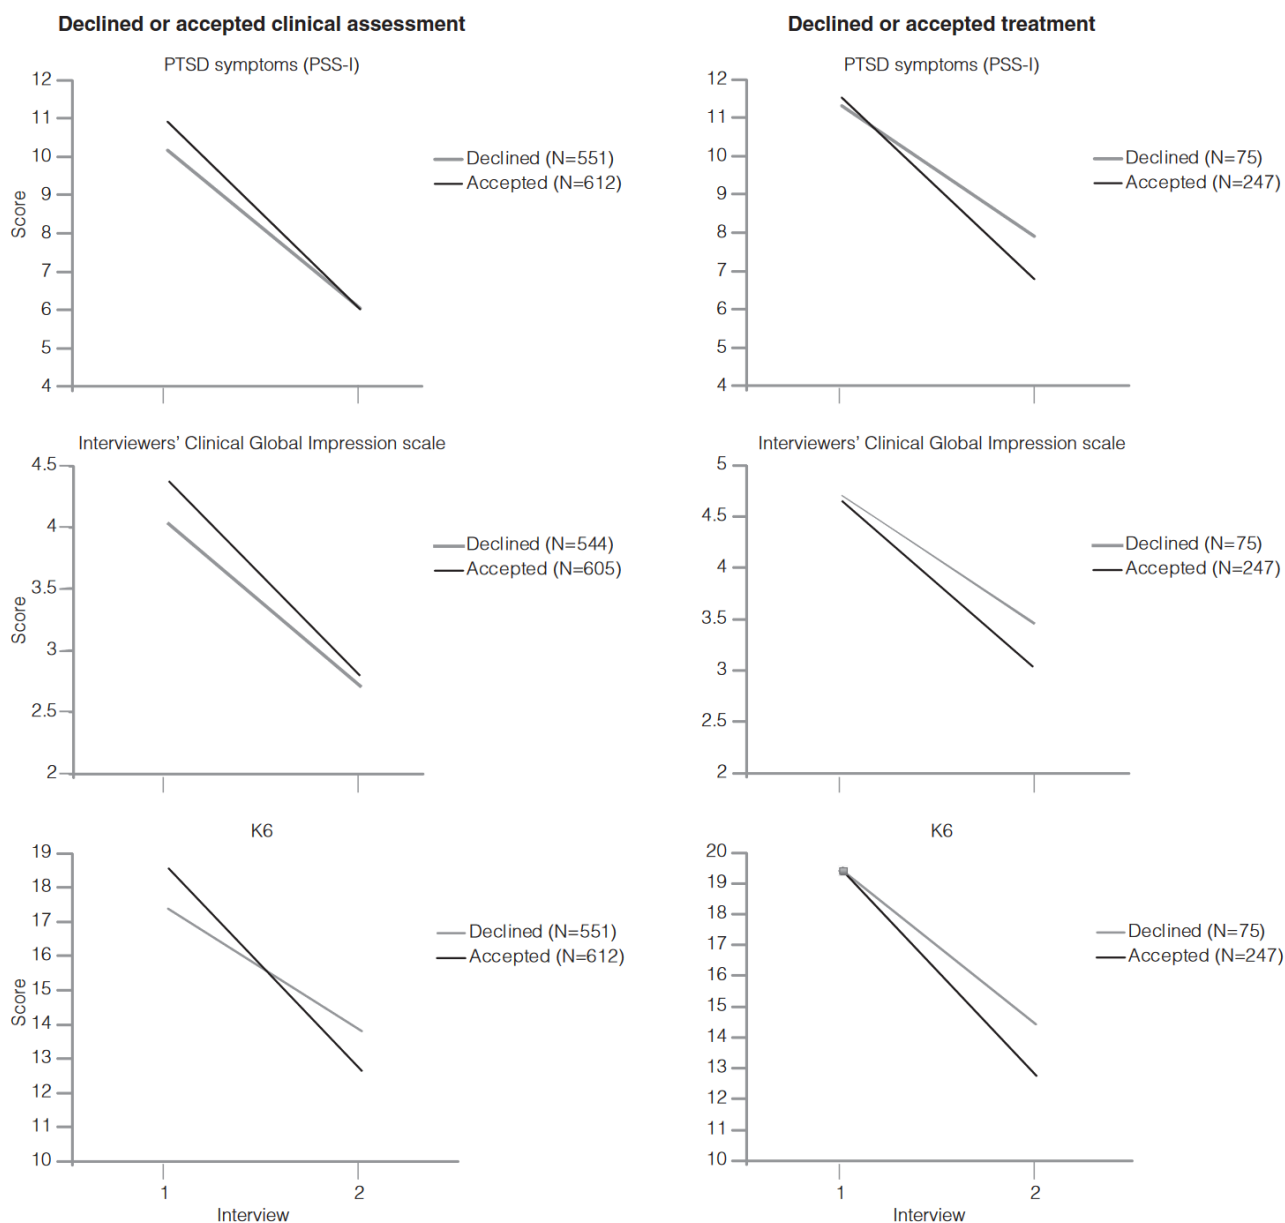 Declined or accepted clinical assessment
PTSD symptoms (PSS-I)
12
11
10
9
8
7
6
5
4
Score
Declined (N=551)
Accepted (N=612)
Interviewers' Clinical Global Impression scale
4.5
4
3.5
3
2.5
2
Score
Declined (N=544)
Accepted (N=605)
K6
19
18
17
16
15
14
13
12
11
10
Score
Declined (N=551)
Accepted (N=612)
1 2
Interview
Declined or accepted treatment
PTSD symptoms (PSS-I)
12
11
10
9
8
7
6
5
4
Declined (N=75)
Accepted (N=247)
Interviewers' Clinical Global Impression scale
5
4.5
4
3.5
3
2.5
2
Declined (N=75)
Accepted (N=247)
K6
20
19
18
17
16
15
14
13
12
11
10
Declined (N=75)
Accepted (N=247)
1 2
Interview